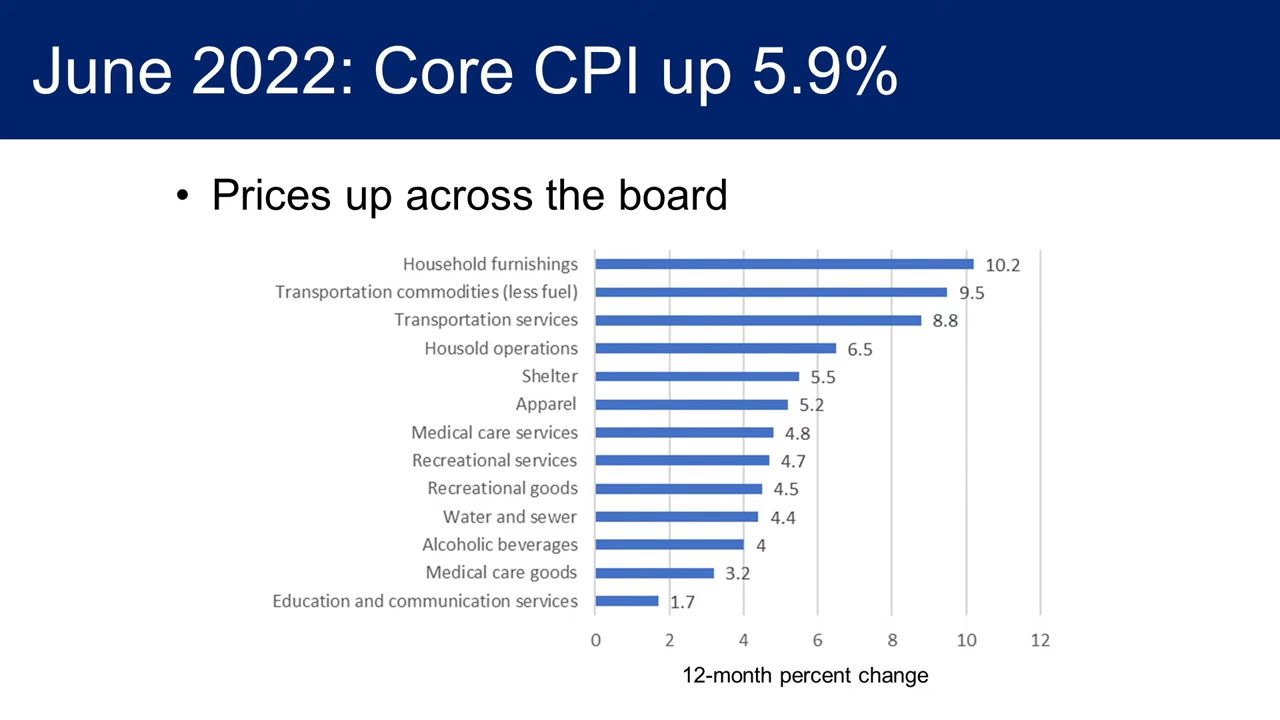 June 2022: Core CPI up 5.9%
• Prices up across the board
Household furnishings 10.2
Transportation commodities (less fuel) 9.5
Transportation services 8.8
Housold operations 6.5
Shelter 5.5
Apparel 5.2
Medical care services 4.8
Recreational services 4.7
Recreational goods 4.5
Water and sewer 4.4
Alcoholic beverages 4
Medical care goods 3.2
Education and communication services 1.7
0 2 4 6 8 10 12
12-month percent change